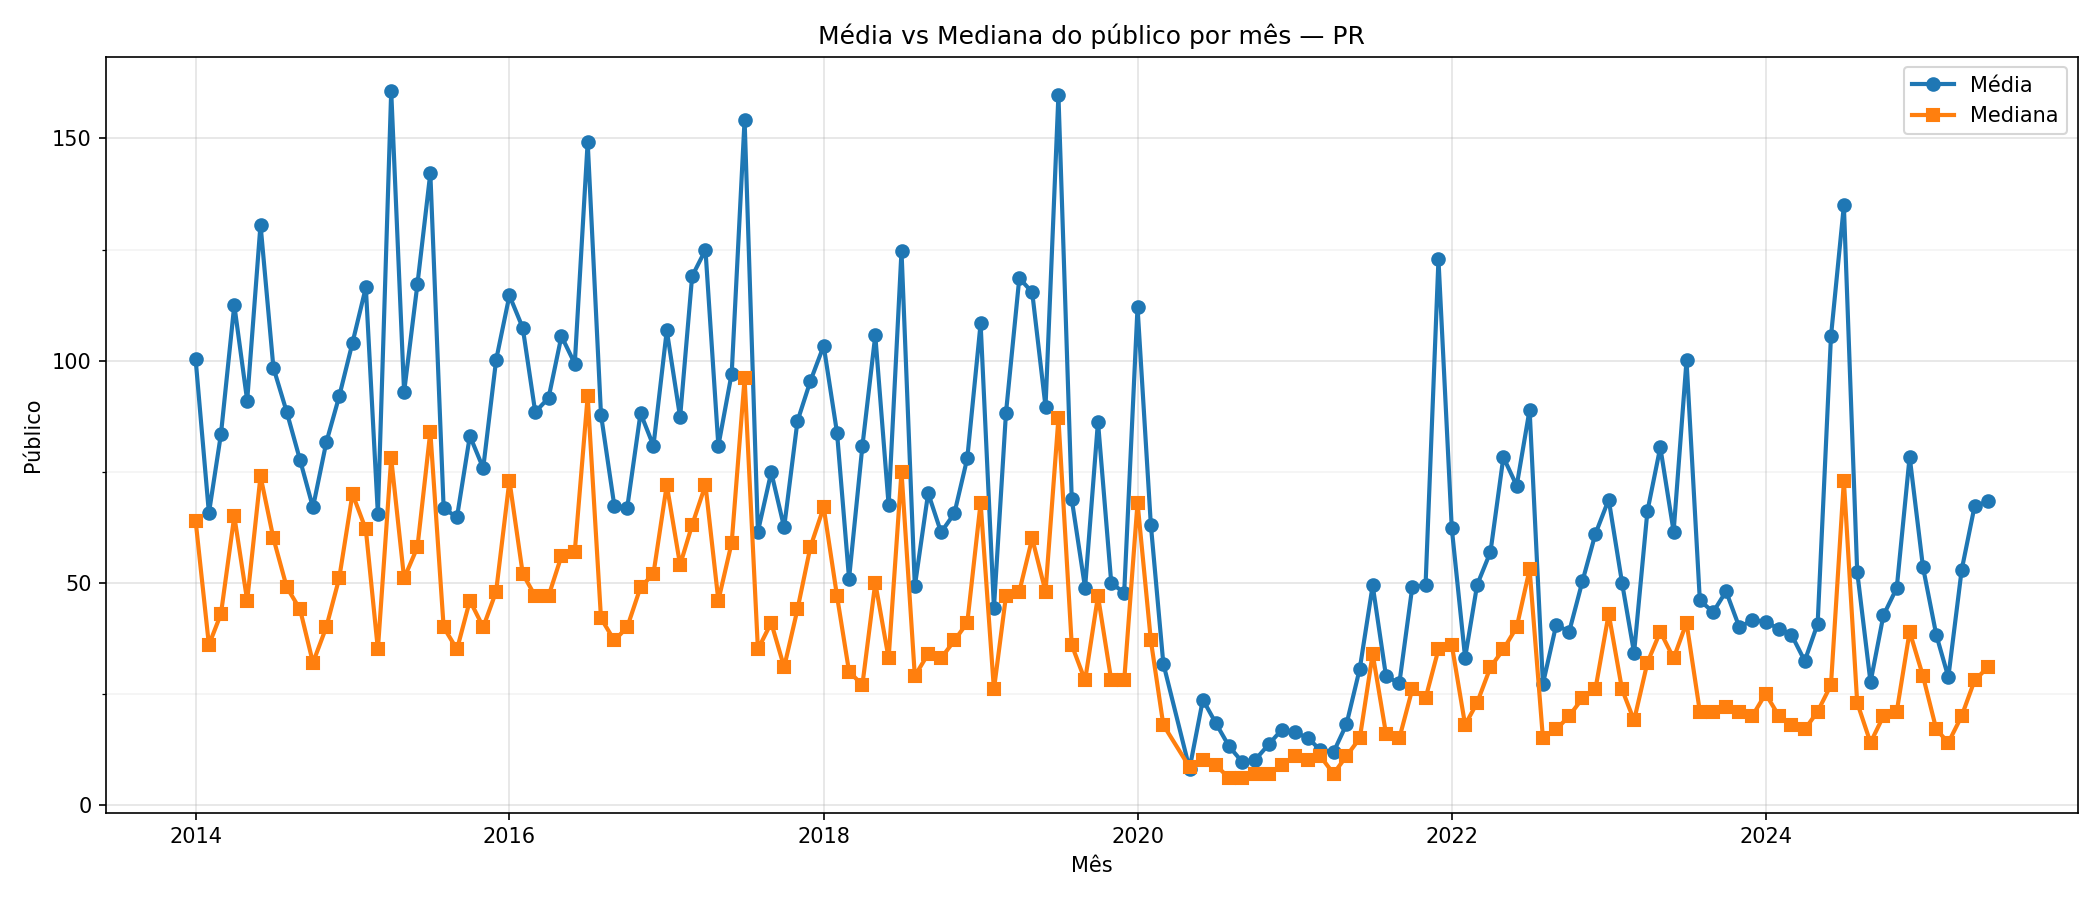 Média vs Mediana do público por mês — PR
Média
Mediana
Público
150
100
50
0
2014
2016
2018
2020
2022
2024
Mês